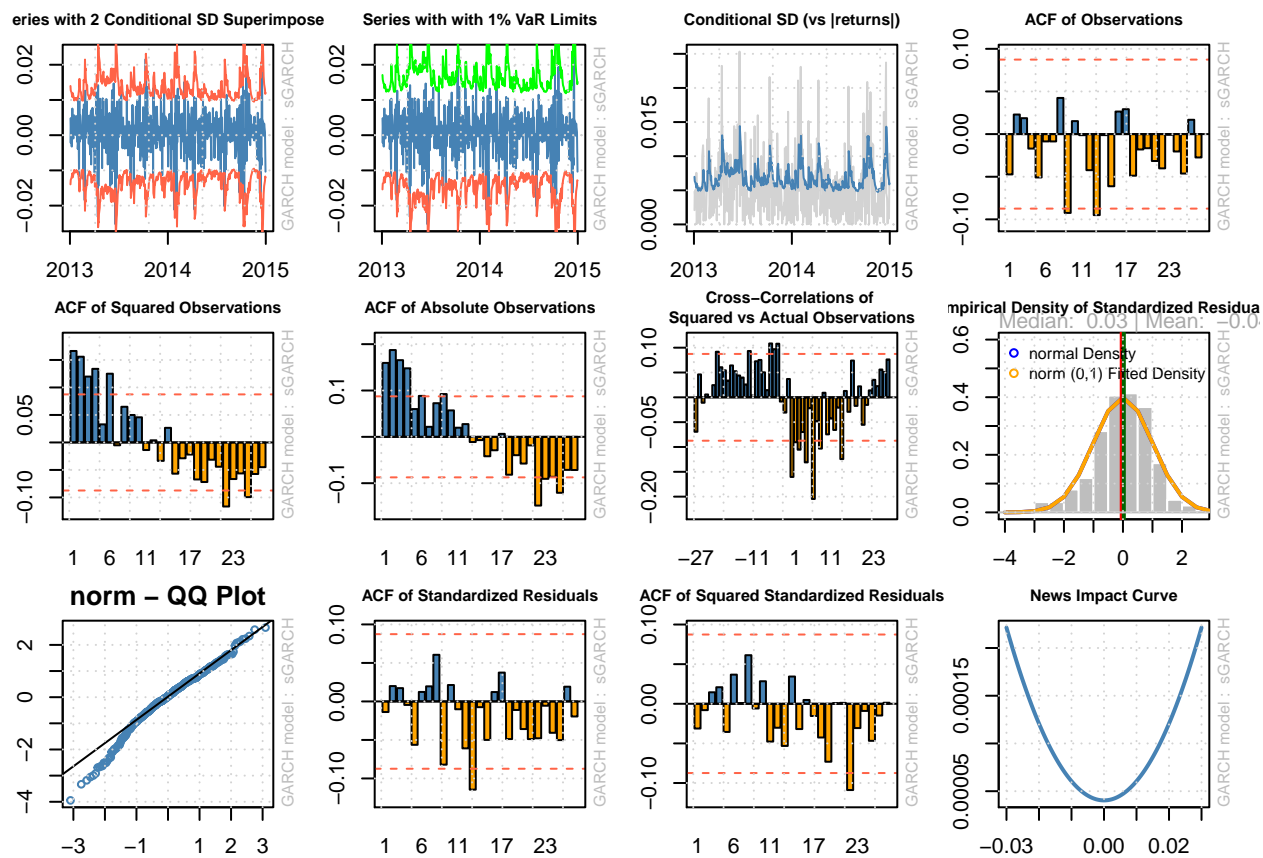 eries with 2 Conditional SD Superimpose
−0.02 0.00 0.02
2013 2014 2015
GARCH model : sGARCH
Series with with 1% VaR Limits
−0.02 0.00 0.02
2013 2014 2015
GARCH model : sGARCH
Conditional SD (vs |returns|)
0.000 0.015
2013 2014 2015
GARCH model : sGARCH
ACF of Observations
−0.10 0.00 0.10
1 6 11 17 23
GARCH model : sGARCH
ACF of Squared Observations
−0.10 0.05
1 6 11 17 23
GARCH model : sGARCH
ACF of Absolute Observations
−0.1 0.1
1 6 11 17 23
GARCH model : sGARCH
Cross−Correlations of
Squared vs Actual Observations
−0.20 −0.05 0.10
−27 −11 1 11 23
GARCH model : sGARCH
mpirical Density of Standardized Residua
Median: 0.03 | Mean: −0.0
normal Density
norm (0,1) Fitted Density
0.0 0.2 0.4 0.6
−4 −2 0 2
GARCH model : sGARCH
norm − QQ Plot
−4 −2 0 2
−3 −1 1 2 3
GARCH model : sGARCH
ACF of Standardized Residuals
−0.10 0.00 0.10
1 6 11 17 23
GARCH model : sGARCH
ACF of Squared Standardized Residuals
−0.10 0.00 0.10
1 6 11 17 23
GARCH model : sGARCH
News Impact Curve
0.00005 0.00015
−0.03 0.00 0.02
GARCH model : sGARCH